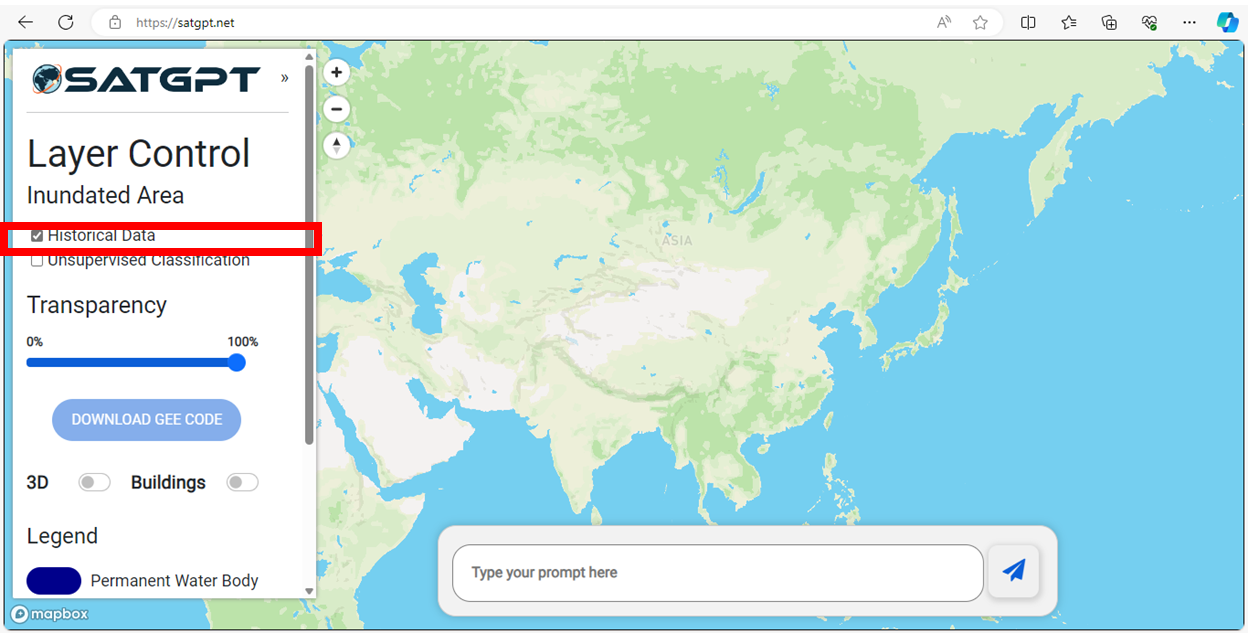 https://satgpt.net
SATGPT »
Layer Control
Inundated Area
Historical Data
Unsupervised Classification
Transparency
0% 100%
DOWNLOAD GEE CODE
3D Buildings
Legend
Permanent Water Body
mapbox
ASIA
Type your prompt here